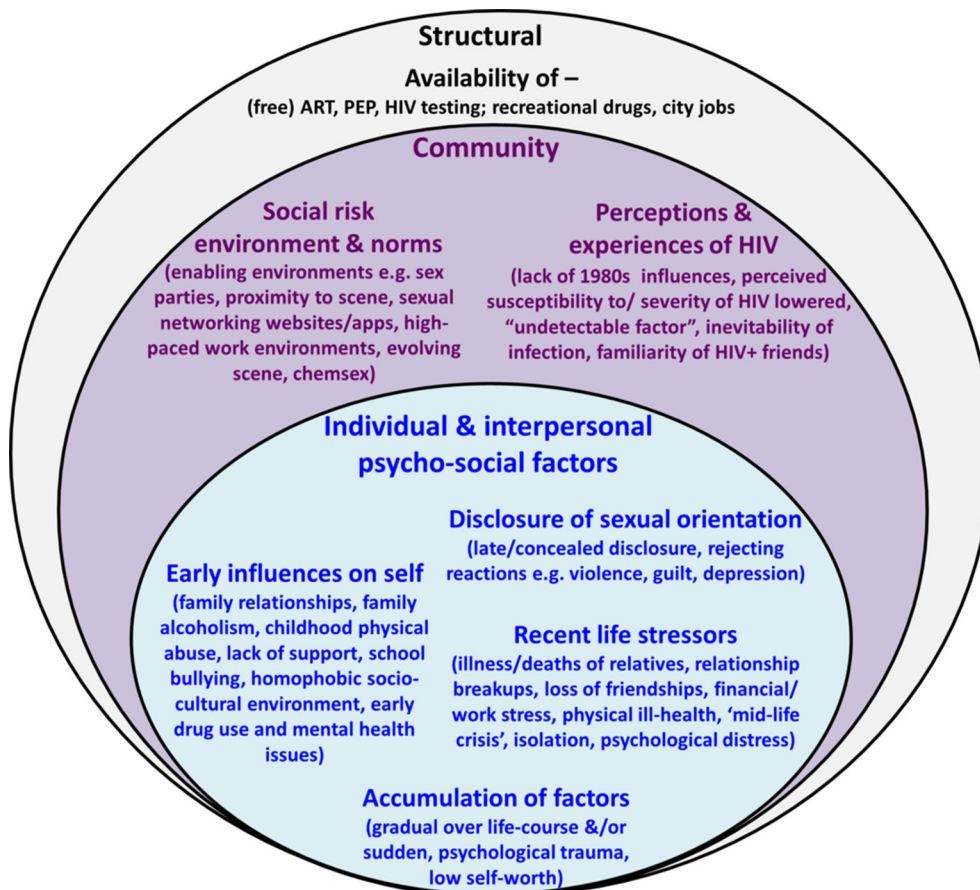 Structural
Availability of –
(free) ART, PEP, HIV testing; recreational drugs, city jobs
Community
Social risk
environment & norms
(enabling environments e.g. sex
parties, proximity to scene, sexual
networking websites/apps, high-
paced work environments, evolving
scene, chemsex)
Perceptions &
experiences of HIV
(lack of 1980s influences, perceived
susceptibility to/ severity of HIV lowered,
“undetectable factor”, inevitability of
infection, familiarity of HIV+ friends)
Individual & interpersonal
psycho-social factors
Disclosure of sexual orientation
(late/concealed disclosure, rejecting
reactions e.g. violence, guilt, depression)
Early influences on self
(family relationships, family
alcoholism, childhood physical
abuse, lack of support, school
bullying, homophobic socio-
cultural environment, early
drug use and mental health
issues)
Recent life stressors
(illness/deaths of relatives, relationship
breakups, loss of friendships, financial/
work stress, physical ill-health, ‘mid-life
crisis’, isolation, psychological distress)
Accumulation of factors
(gradual over life-course &/or
sudden, psychological trauma,
low self-worth)